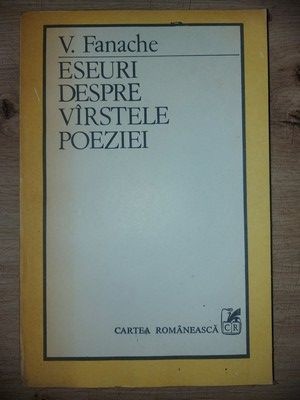 V. Fanache
ESEURI
DESPRE
VÎRSTELE
POEZIEI
CARTEA ROMÂNEASCĂ
CR